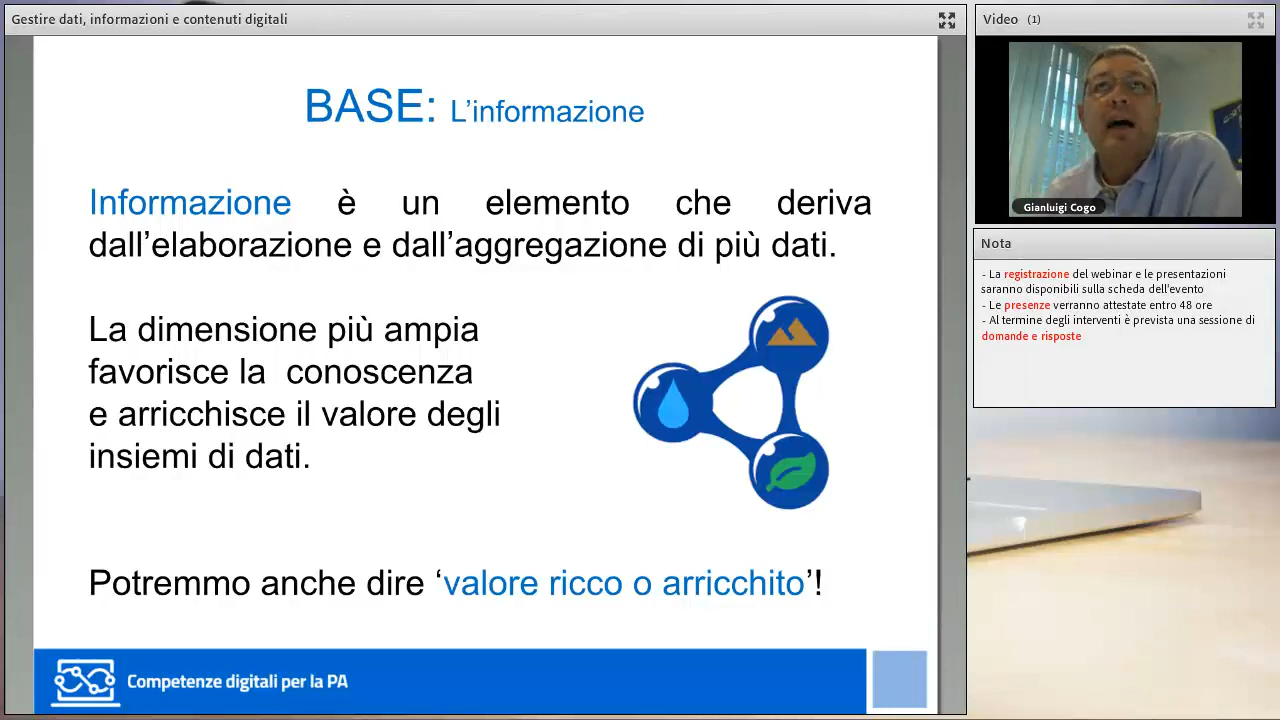 Gestire dati, informazioni e contenuti digitali
BASE: L’informazione
Informazione è un elemento che deriva
dall’elaborazione e dall’aggregazione di più dati.
La dimensione più ampia
favorisce la conoscenza
e arricchisce il valore degli
insiemi di dati.
Potremmo anche dire ‘valore ricco o arricchito’!
Competenze digitali per la PA
Video (1)
Gianluigi Cogo
Nota
- La registrazione del webinar e le presentazioni
saranno disponibili sulla scheda dell'evento
- Le presenze verranno attestate entro 48 ore
- Al termine degli interventi è prevista una sessione di
domande e risposte